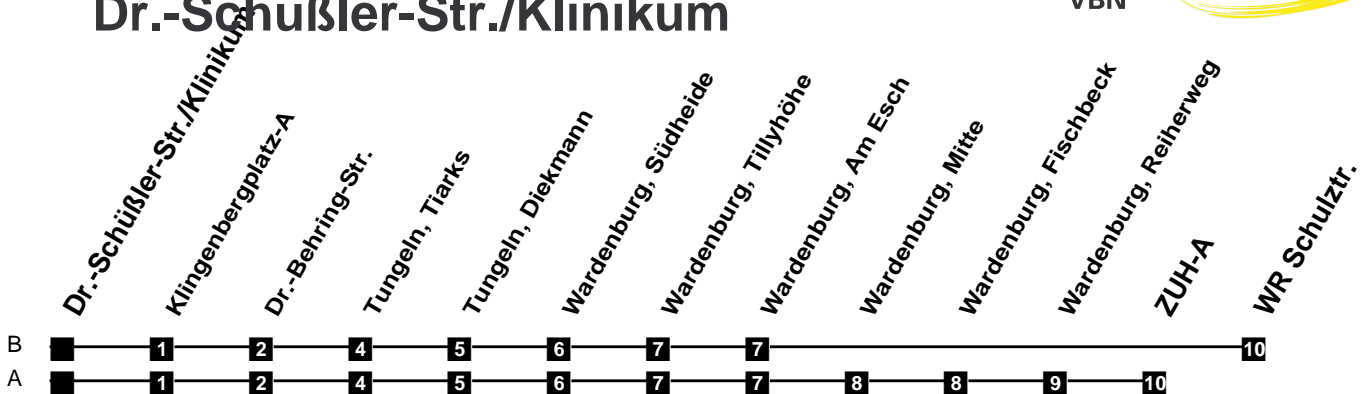 Dr.-Schüßler-Str./Klinikum
VBN
Dr.-Schüßler-Str./Klinikum
Klingenbergplatz-A
Dr.-Behring-Str.
Tungeln, Tiarks
Tungeln, Diekmann
Wardenburg, Südheide
Wardenburg, Tillyhöhe
Wardenburg, Am Esch
Wardenburg, Mitte
Wardenburg, Fischbeck
Wardenburg, Reiherweg
ZUH-A
WR Schulztr.
B 1 2 4 5 6 7 7 10
A 1 2 4 5 6 7 7 8 8 9 10